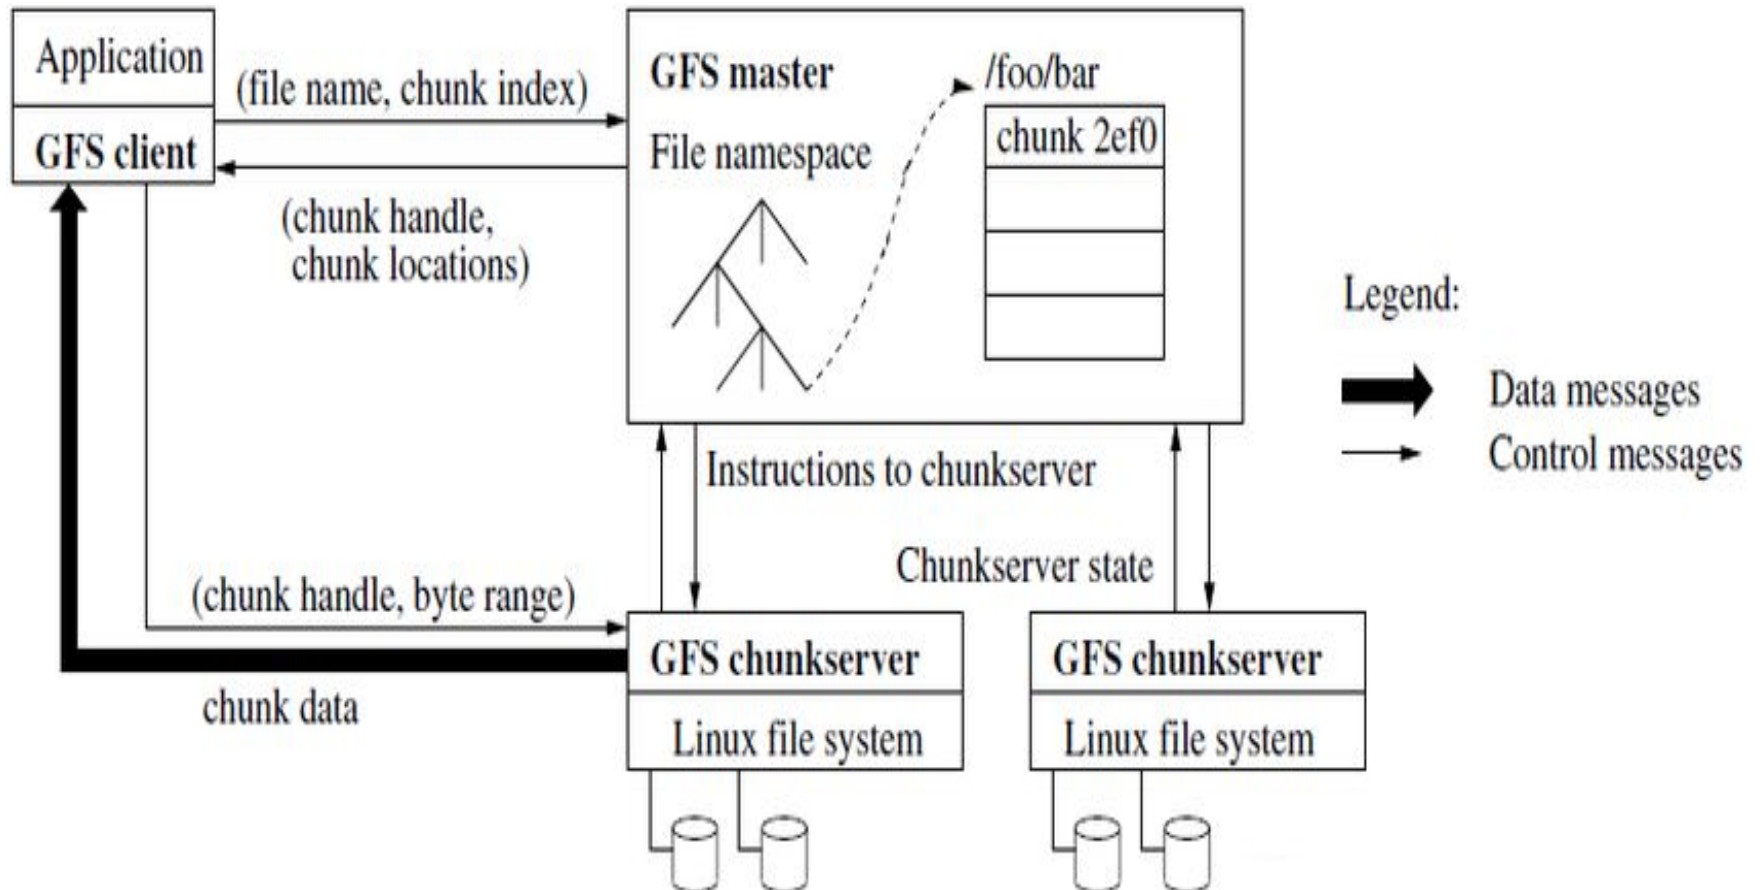 Application
GFS client
(file name, chunk index)
(chunk handle,
chunk locations)
GFS master
File namespace
/foo/bar
chunk 2ef0
Legend:
Data messages
Control messages
Instructions to chunkserver
Chunkserver state
(chunk handle, byte range)
chunk data
GFS chunkserver
Linux file system
GFS chunkserver
Linux file system